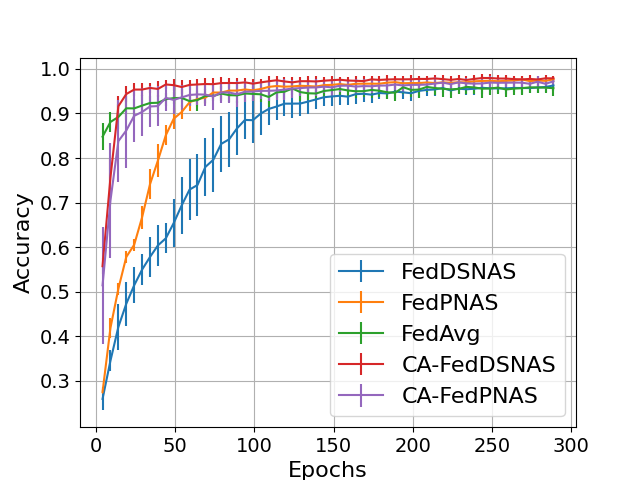 1.0
0.9
0.8
0.7
0.6
0.5
0.4
0.3
Accuracy
FedDSNAS
FedPNAS
FedAvg
CA-FedDSNAS
CA-FedPNAS
0 50 100 150 200 250 300
Epochs